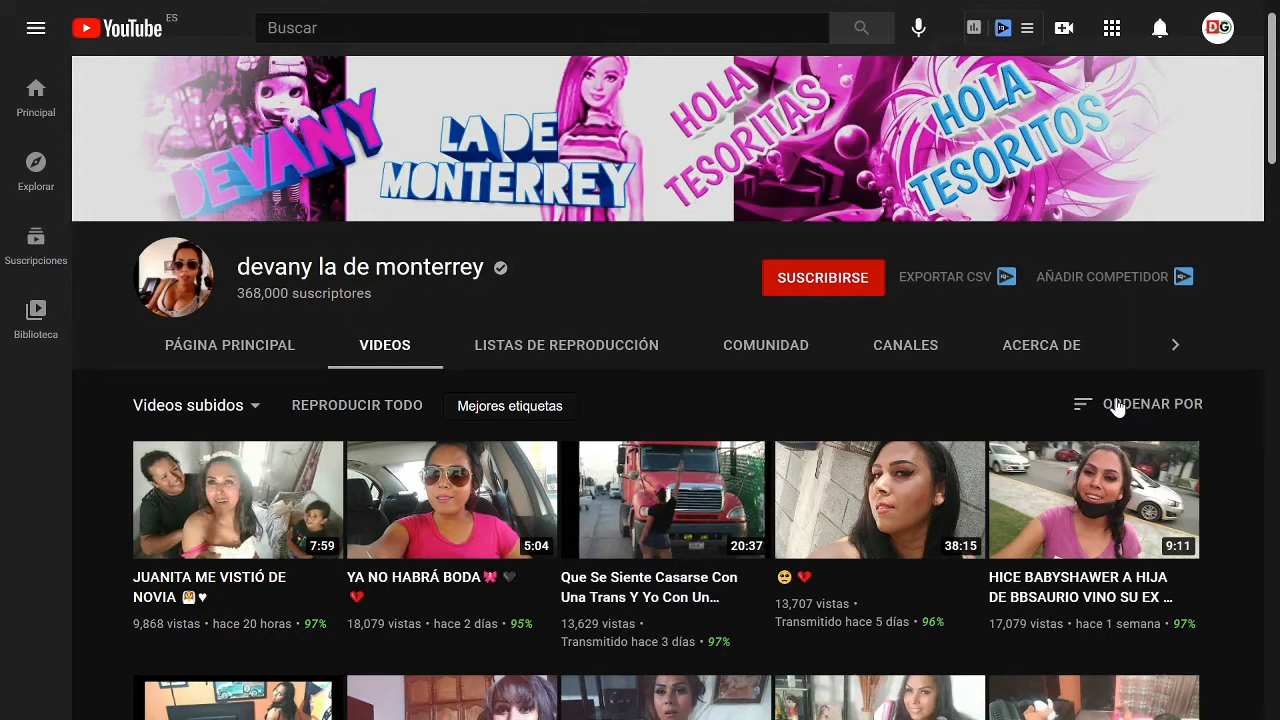 YouTube ES
Buscar
DG
Principal
Explorar
Suscripciones
Biblioteca
DEVANY
LA DE
MONTERREY
HOLA
TESORITAS
HOLA
TESORITOS
devany la de monterrey
368,000 suscriptores
SUSCRIBIRSE
EXPORTAR CSV
AÑADIR COMPETIDOR
PÁGINA PRINCIPAL
VIDEOS
LISTAS DE REPRODUCCIÓN
COMUNIDAD
CANALES
ACERCA DE
Videos subidos
REPRODUCIR TODO
Mejores etiquetas
ORDENAR POR
7:59
5:04
20:37
38:15
9:11
JUANITA ME VISTIÓ DE
NOVIA 👰♥
9,868 vistas • hace 20 horas • 97%
YA NO HABRÁ BODA🎀 🖤
💔
18,079 vistas • hace 2 días • 95%
Que Se Siente Casarse Con
Una Trans Y Yo Con Un...
13,629 vistas •
Transmitido hace 3 días • 97%
🥺 💔
13,707 vistas •
Transmitido hace 5 días • 96%
HICE BABYSHAWER A HIJA
DE BBSAURIO VINO SU EX ...
17,079 vistas • hace 1 semana • 97%